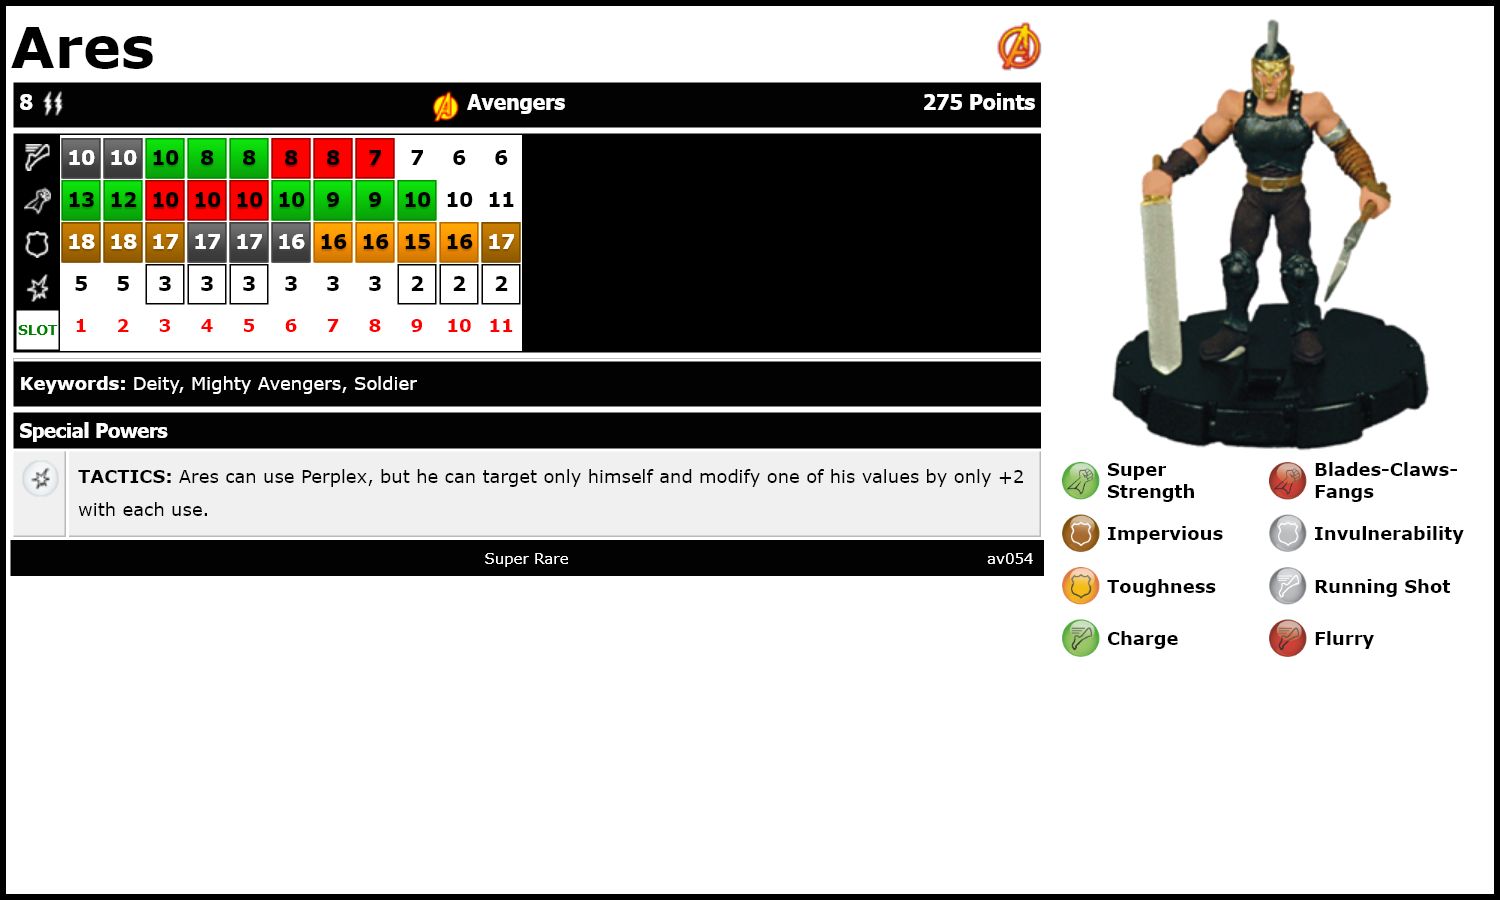 Ares
8 Avengers 275 Points
10 10 10 8 8 8 8 7 7 6 6
13 12 10 10 10 10 9 9 10 10 11
18 18 17 17 17 16 16 16 15 16 17
5 5 3 3 3 3 3 3 2 2 2
SLOT 1 2 3 4 5 6 7 8 9 10 11
Keywords: Deity, Mighty Avengers, Soldier
Special Powers
TACTICS: Ares can use Perplex, but he can target only himself and modify one of his values by only +2
with each use.
Super Rare av054
Super
Strength
Blades-Claws-
Fangs
Impervious
Invulnerability
Toughness
Running Shot
Charge
Flurry